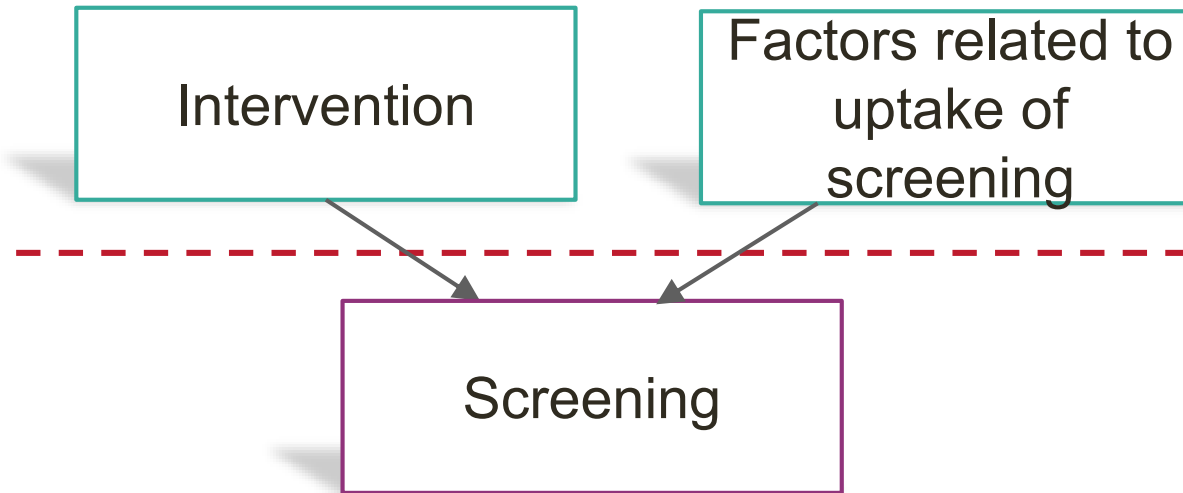 Intervention
Factors related to
uptake of
screening
Screening